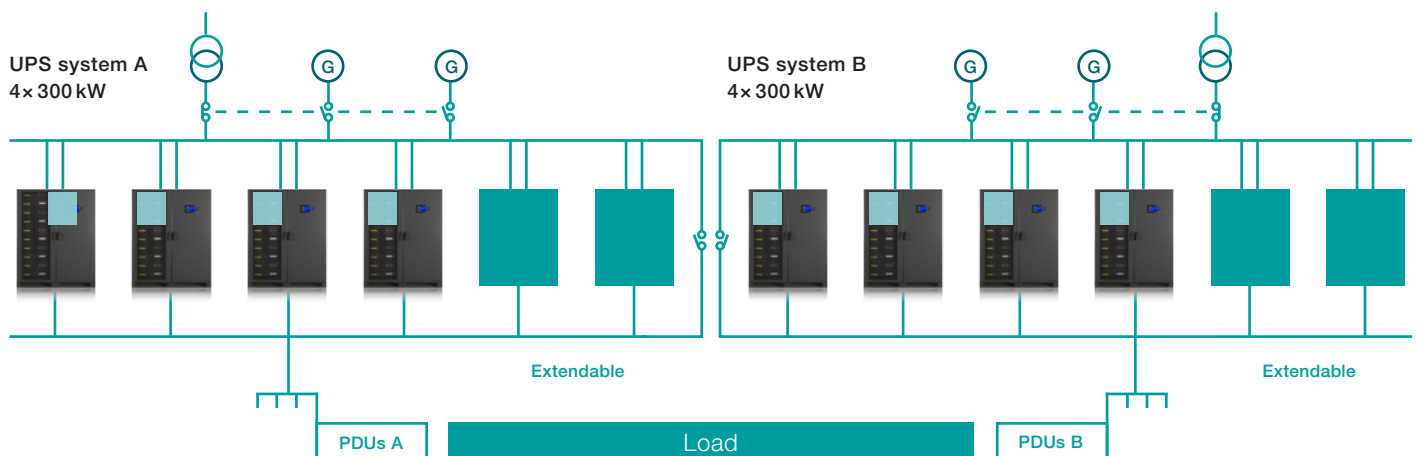 UPS system A
4× 300 kW
G
G
UPS system B
4× 300 kW
G
G
Extendable
Extendable
PDUs A
Load
PDUs B